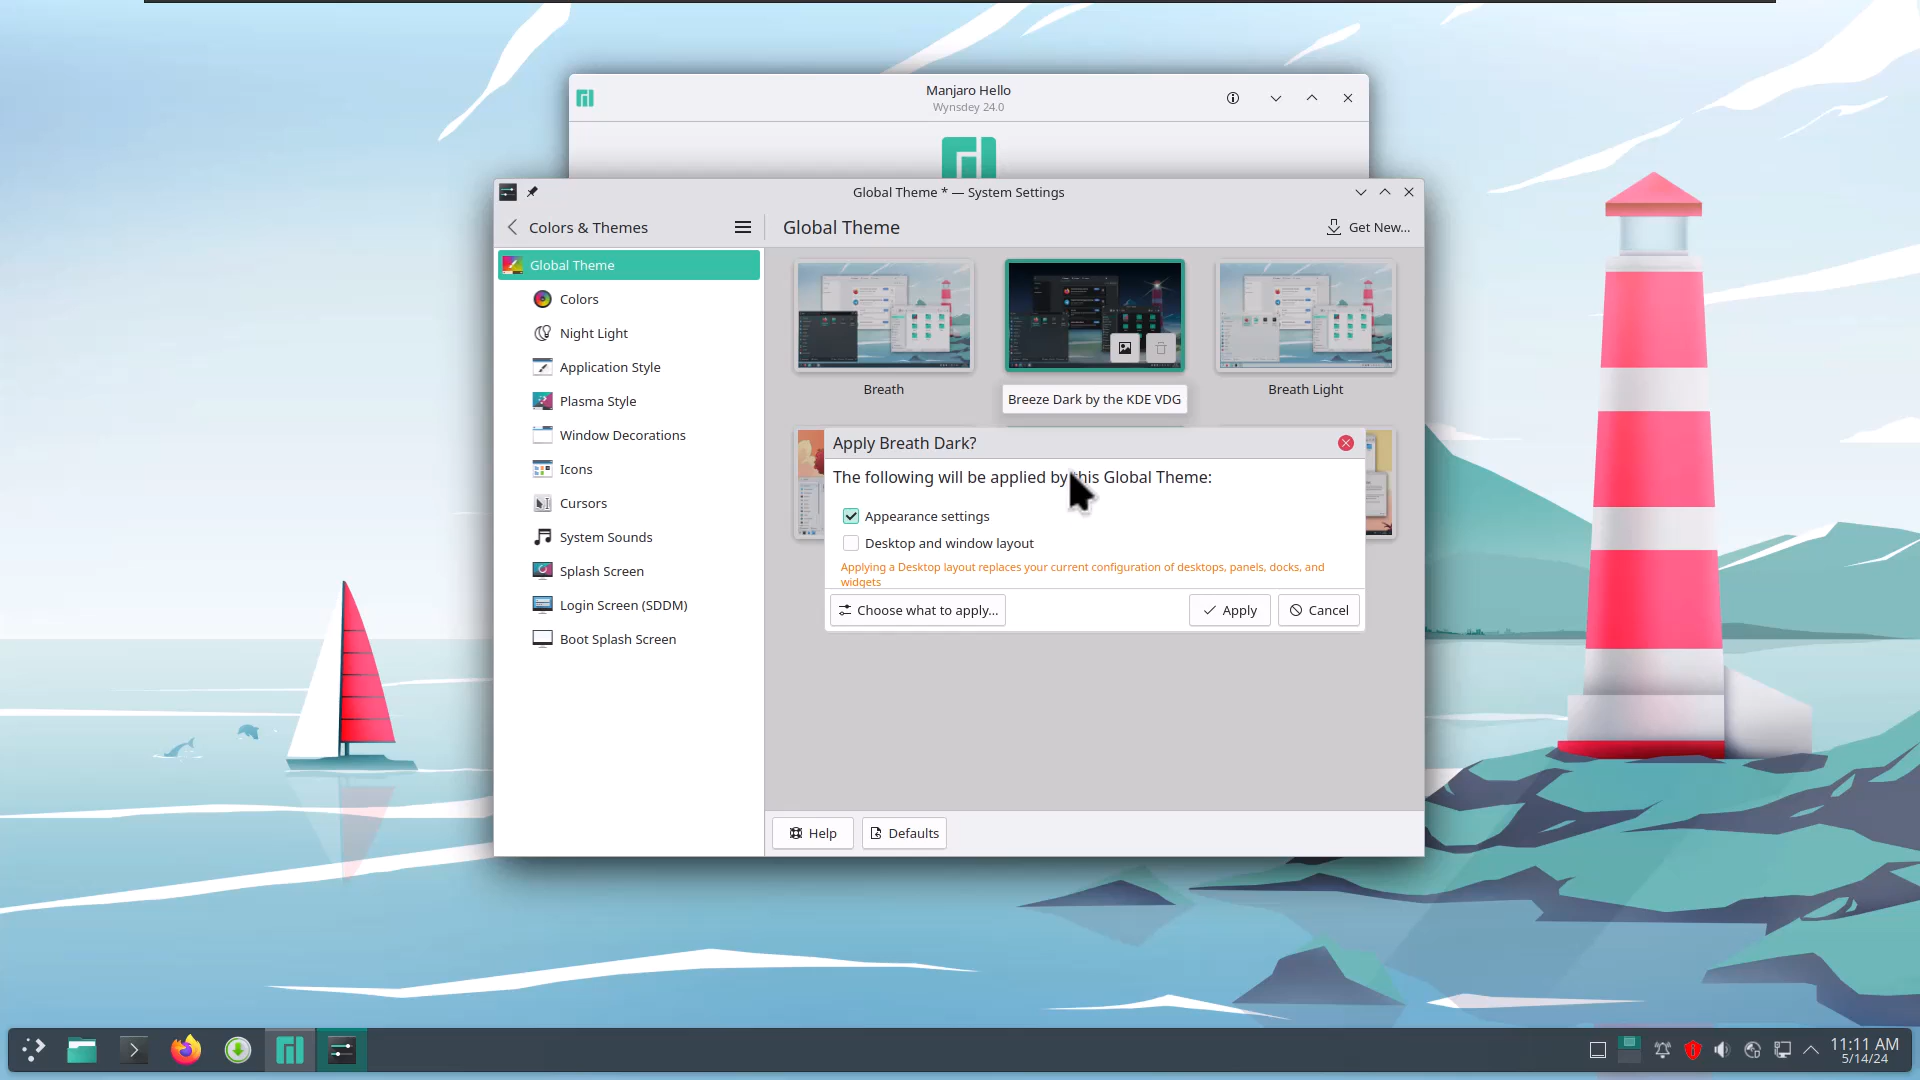 Manjaro Hello
Wynsdey 24.0
Global Theme * — System Settings
Colors & Themes
Global Theme
Get New...
Global Theme
Colors
Night Light
Application Style
Plasma Style
Window Decorations
Icons
Cursors
System Sounds
Splash Screen
Login Screen (SDDM)
Boot Splash Screen
Breath
Breeze Dark by the KDE VDG
Breath Light
Apply Breath Dark?
The following will be applied by this Global Theme:
Appearance settings
Desktop and window layout
Applying a Desktop layout replaces your current configuration of desktops, panels, docks, and
widgets
Choose what to apply...
Apply
Cancel
Help
Defaults
11:11 AM
5/14/24